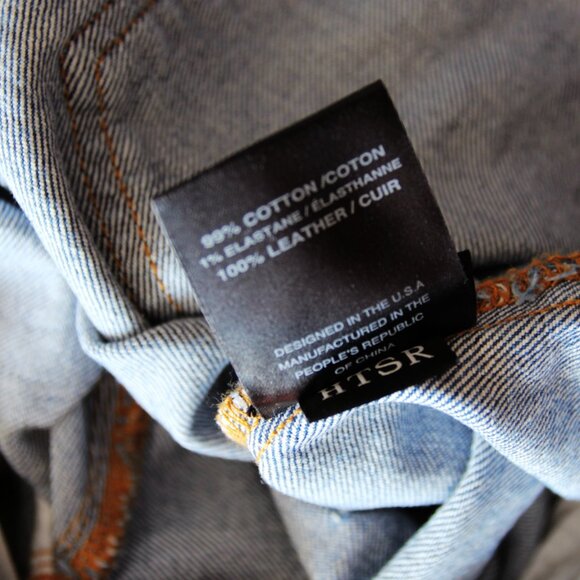 99% COTTON /COTON
1% ELASTANE / ÉLASTHANNE
100% LEATHER / CUIR
DESIGNED IN THE U.S.A
MANUFACTURED IN THE
PEOPLE'S REPUBLIC
OF CHINA
HTSR